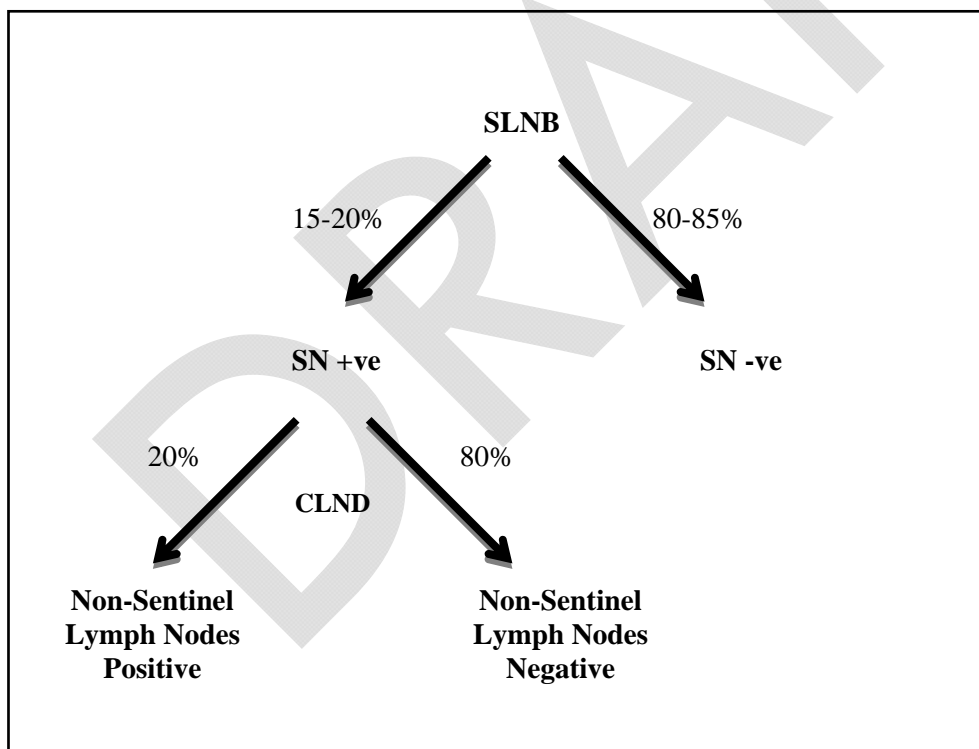 SLNB
15-20%
80-85%
SN +ve
SN -ve
20%
80%
CLND
Non-Sentinel
Lymph Nodes
Positive
Non-Sentinel
Lymph Nodes
Negative